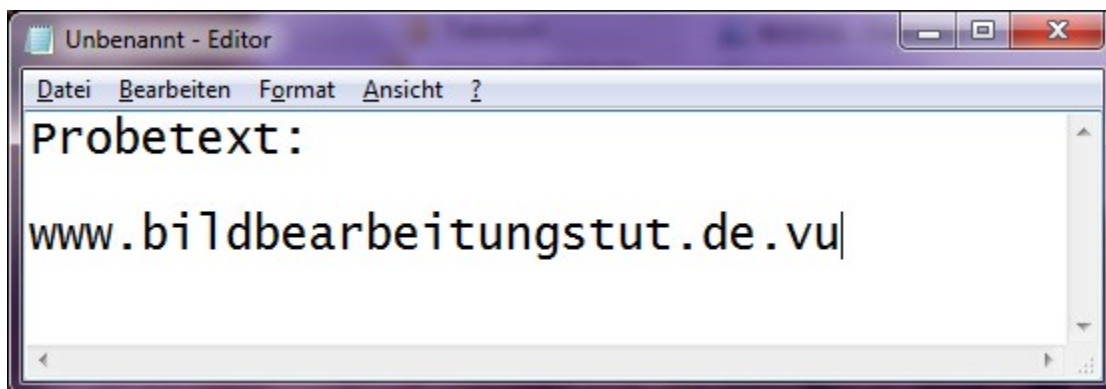 Unbenannt - Editor
Datei Bearbeiten Format Ansicht ?
Probetext:
www.bildbearbeitungstut.de.vu